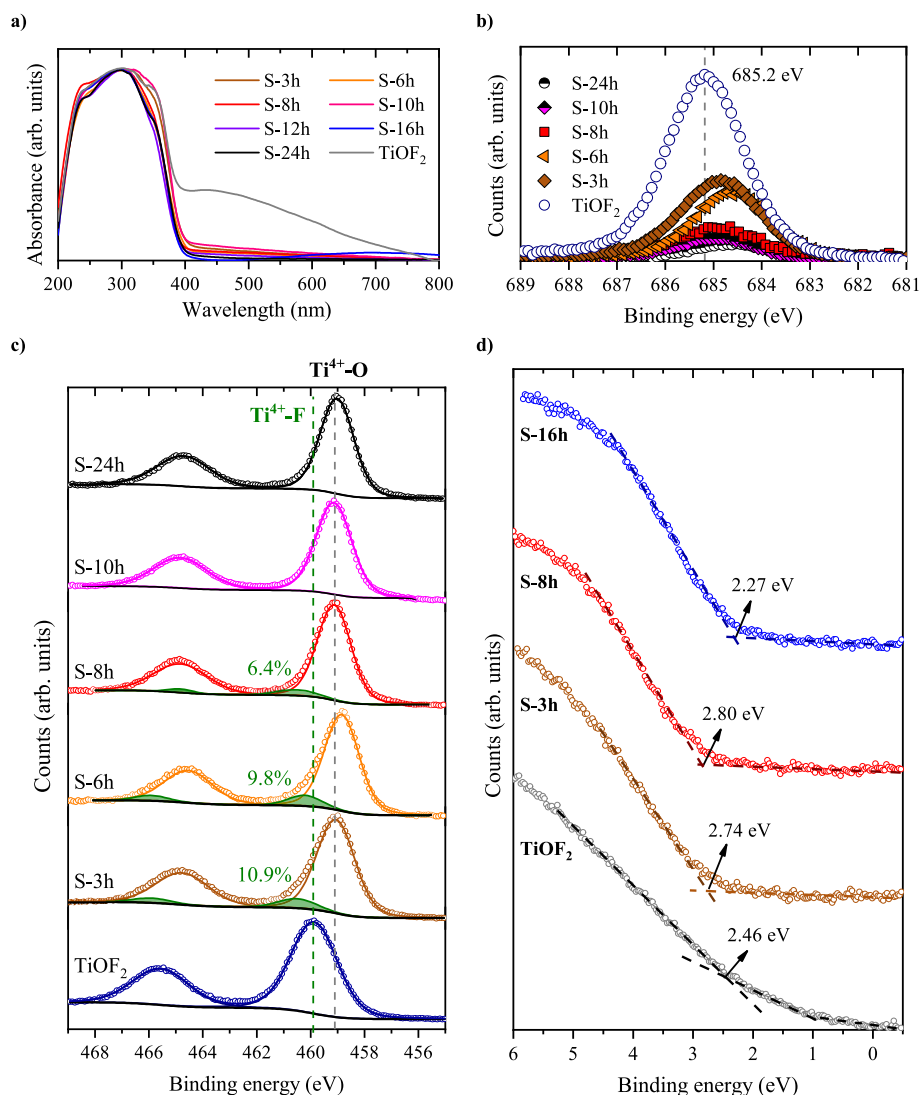 a)
Absorbance (arb. units)
S-3h S-6h
S-8h S-10h
S-12h S-16h
S-24h TiOF₂
200 300 400 500 600 700 800
Wavelength (nm)
b)
Counts (arb. units)
685.2 eV
S-24h
S-10h
S-8h
S-6h
S-3h
TiOF₂
689 688 687 686 685 684 683 682 681
Binding energy (eV)
c)
Counts (arb. units)
Ti⁴⁺-O
Ti⁴⁺-F
S-24h
S-10h
S-8h
6.4%
S-6h
9.8%
S-3h
10.9%
TiOF₂
468 466 464 462 460 458 456
Binding energy (eV)
d)
Counts (arb. units)
S-16h
2.27 eV
S-8h
2.80 eV
S-3h
2.74 eV
TiOF₂
2.46 eV
6 5 4 3 2 1 0
Binding energy (eV)